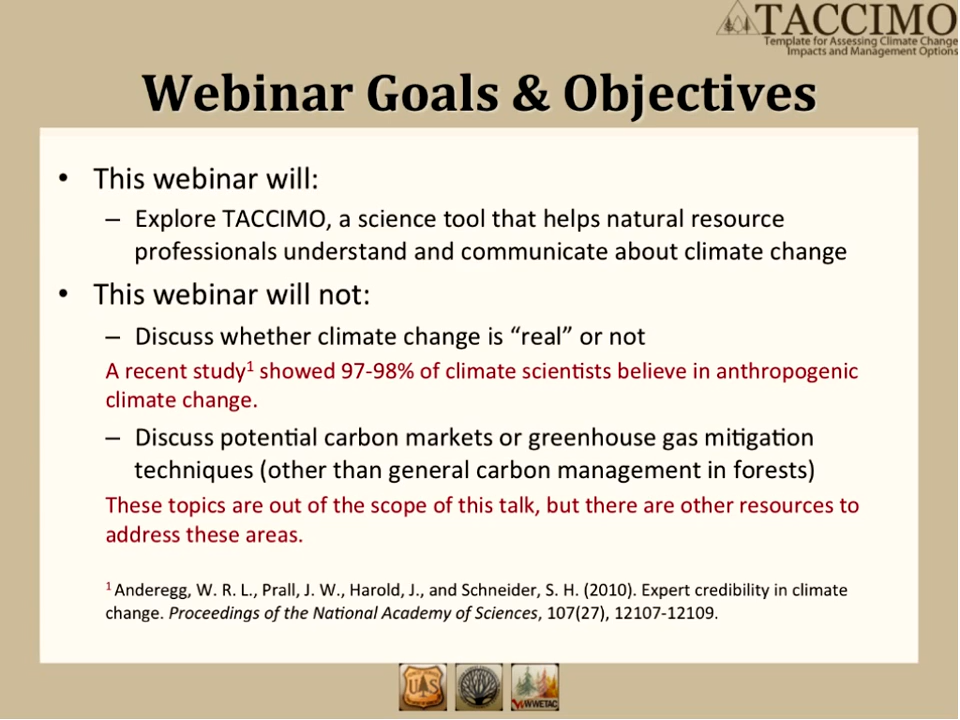 TACCIMO
Template for Assessing Climate Change
Impacts and Management Options
Webinar Goals & Objectives
• This webinar will:
– Explore TACCIMO, a science tool that helps natural resource
professionals understand and communicate about climate change
• This webinar will not:
– Discuss whether climate change is “real” or not
A recent study¹ showed 97-98% of climate scientists believe in anthropogenic
climate change.
– Discuss potential carbon markets or greenhouse gas mitigation
techniques (other than general carbon management in forests)
These topics are out of the scope of this talk, but there are other resources to
address these areas.
¹ Anderegg, W. R. L., Prall, J. W., Harold, J., and Schneider, S. H. (2010). Expert credibility in climate
change. Proceedings of the National Academy of Sciences, 107(27), 12107-12109.
U S
WWETAC